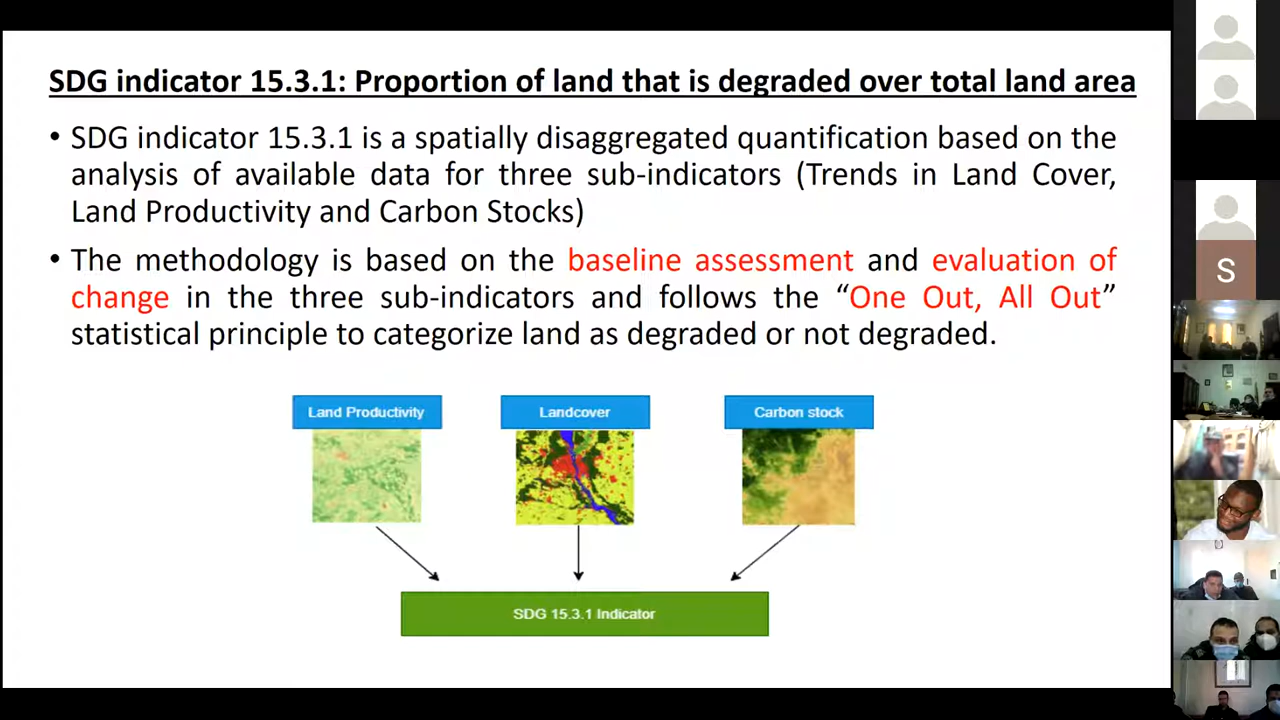 SDG indicator 15.3.1: Proportion of land that is degraded over total land area
• SDG indicator 15.3.1 is a spatially disaggregated quantification based on the
analysis of available data for three sub-indicators (Trends in Land Cover,
Land Productivity and Carbon Stocks)
• The methodology is based on the baseline assessment and evaluation of
change in the three sub-indicators and follows the “One Out, All Out”
statistical principle to categorize land as degraded or not degraded.
Land Productivity
Landcover
Carbon stock
SDG 15.3.1 Indicator
S